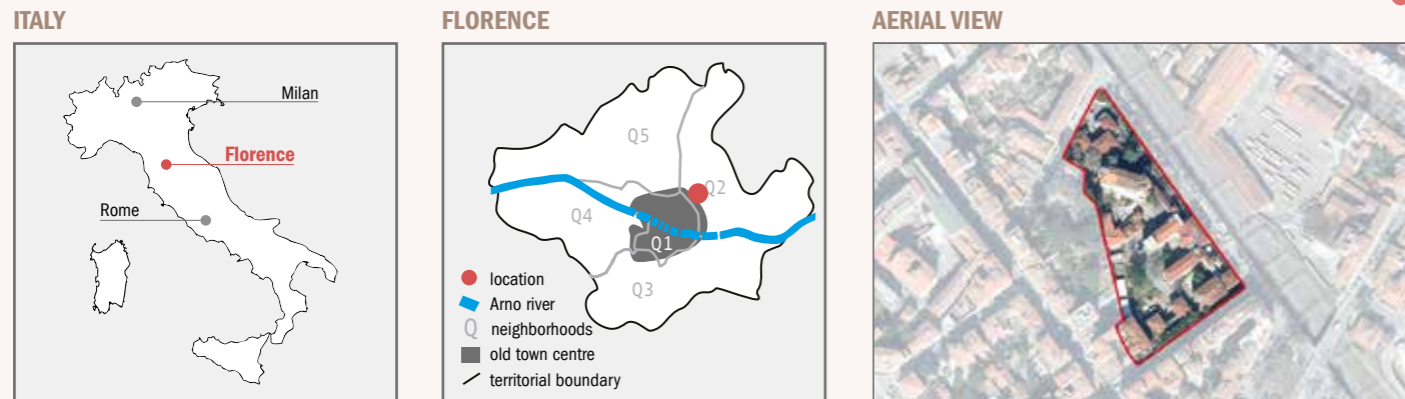 ITALY
Milan
Florence
Rome
FLORENCE
Q5
Q2
Q4
Q1
Q3
location
Arno river
Q neighborhoods
old town centre
territorial boundary
AERIAL VIEW